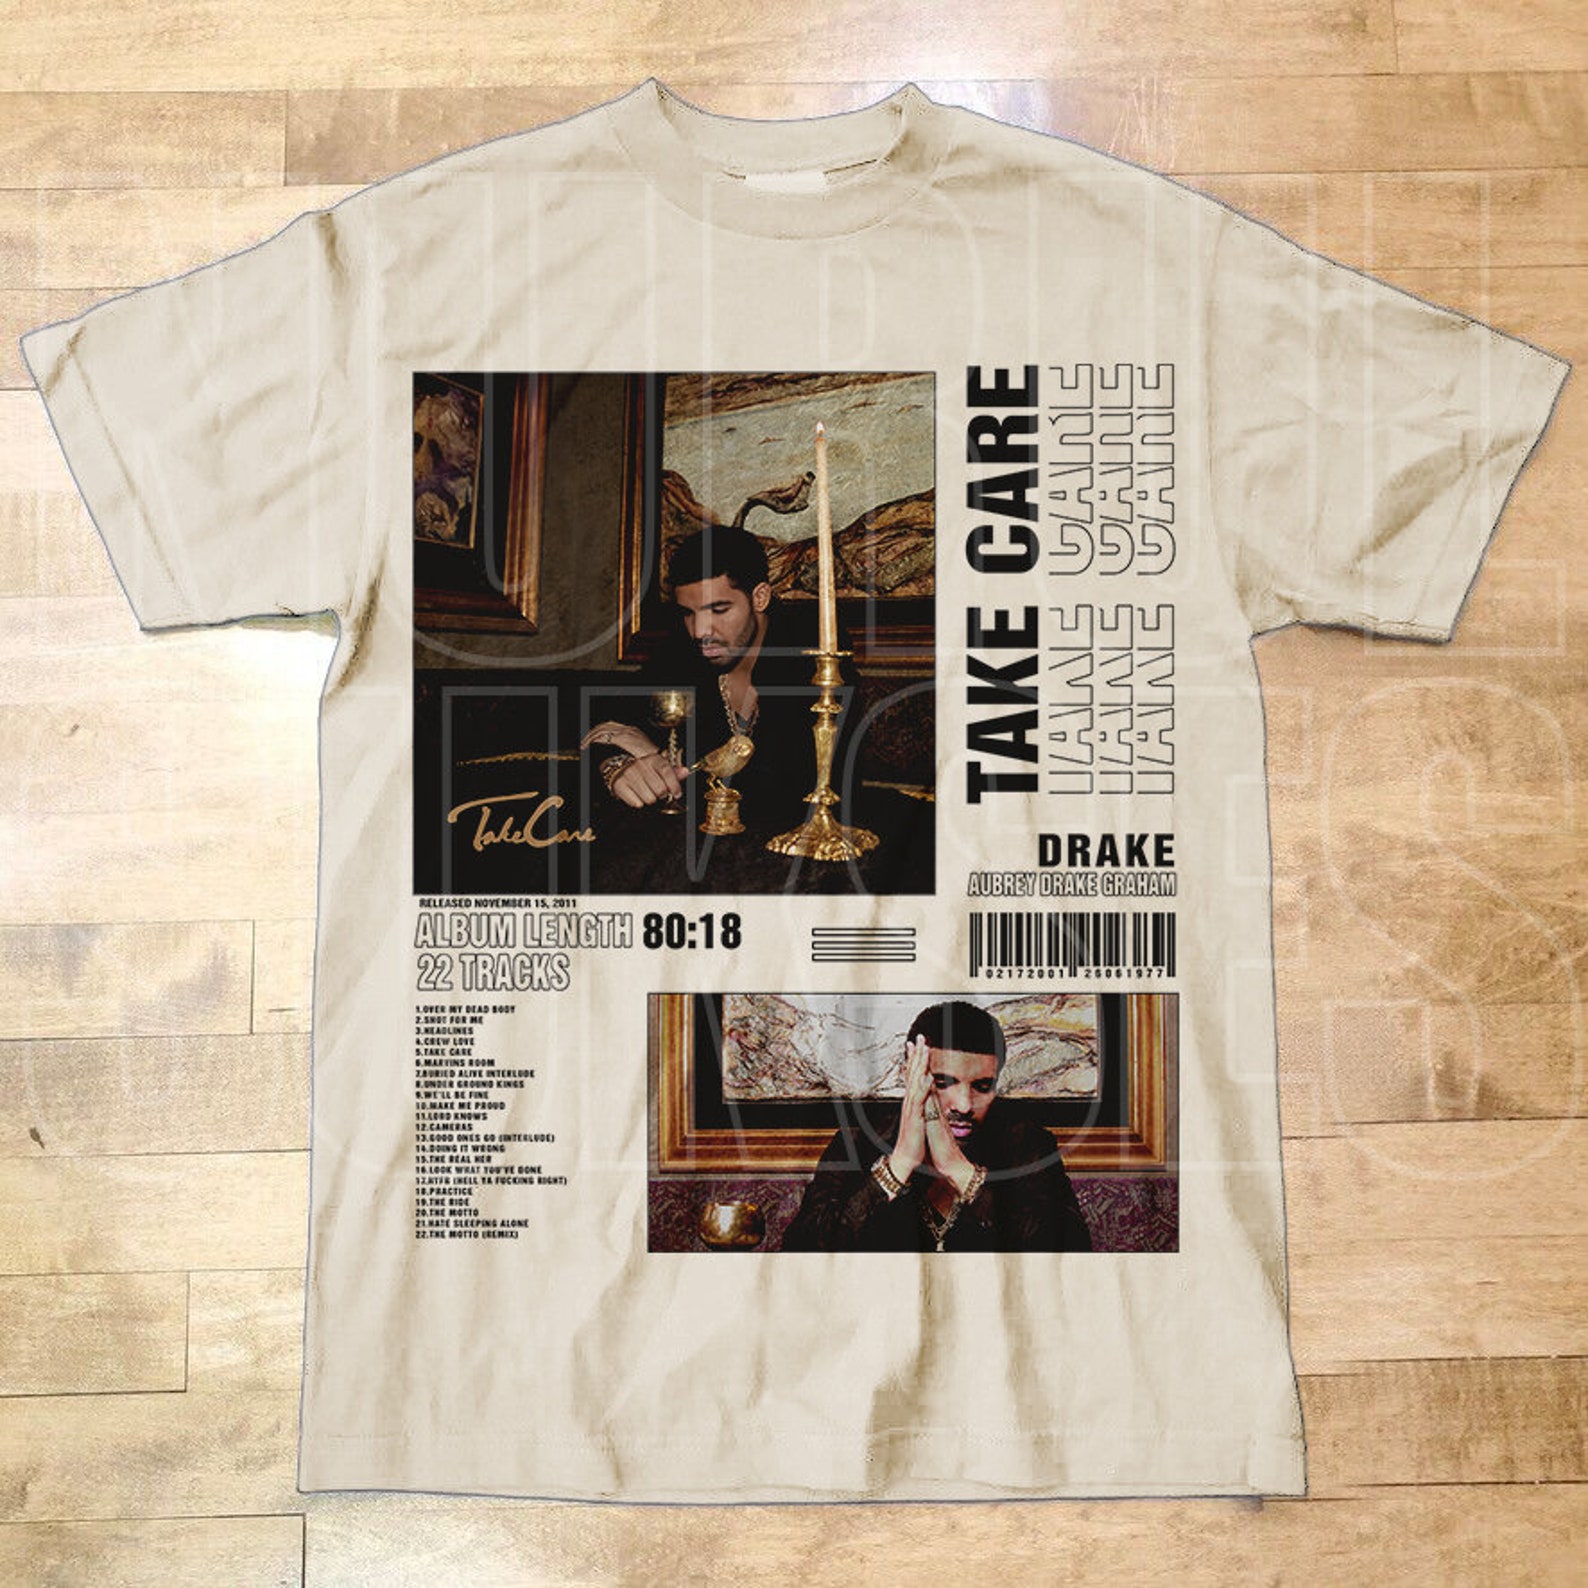 TAKE CARE
TAKE CARE
TAKE CARE
TAKE CARE
Take Care
DRAKE
AUBREY DRAKE GRAHAM
RELEASED NOVEMBER 15, 2011
ALBUM LENGTH 80:18
22 TRACKS
02172001 26061977
1.OVER MY DEAD BODY
2.SHOT FOR ME
3.HEADLINES
4.CREW LOVE
5.TAKE CARE
6.MARVINS ROOM
7.BURIED ALIVE INTERLUDE
8.UNDER GROUND KINGS
9.WE'LL BE FINE
10.MAKE ME PROUD
11.LORD KNOWS
12.CAMERAS
13.GOOD ONES GO (INTERLUDE)
14.DOING IT WRONG
15.THE REAL HER
16.LOOK WHAT YOU'VE DONE
17.HYFR (HELL YA FUCKING RIGHT)
18.PRACTICE
19.THE RIDE
20.THE MOTTO
21.HATE SLEEPING ALONE
22.THE MOTTO (REMIX)